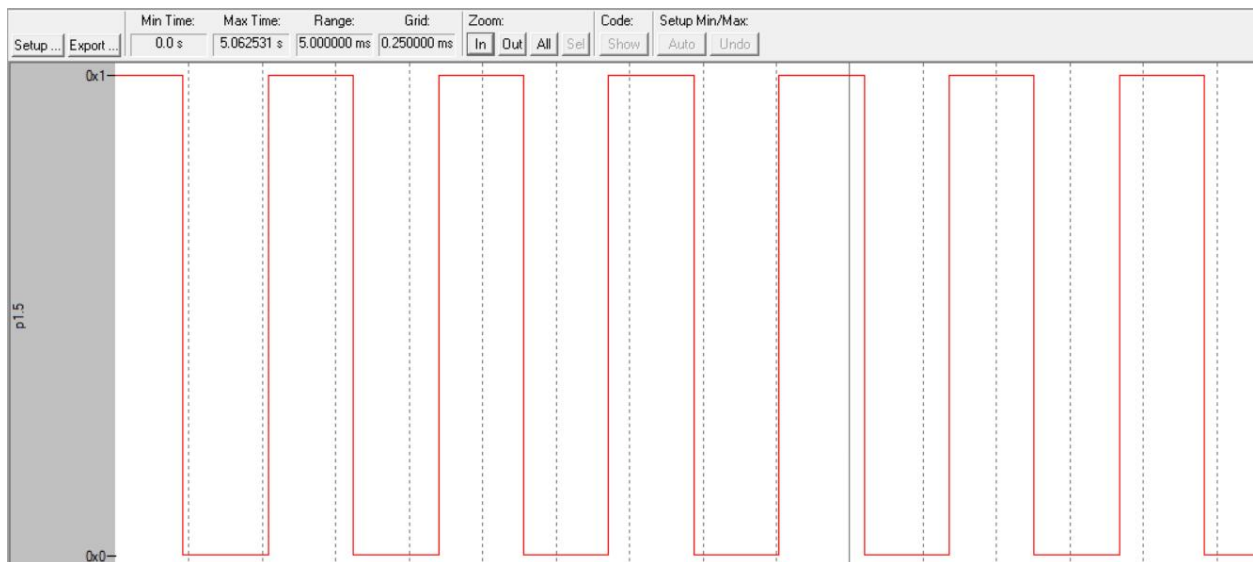 Min Time: Max Time: Range: Grid: Zoom: Code: Setup Min/Max:
Setup ... Export ... 0.0 s 5.062531 s 5.000000 ms 0.250000 ms In Out All Sel Show Auto Undo
0x1
p1.5
0x0